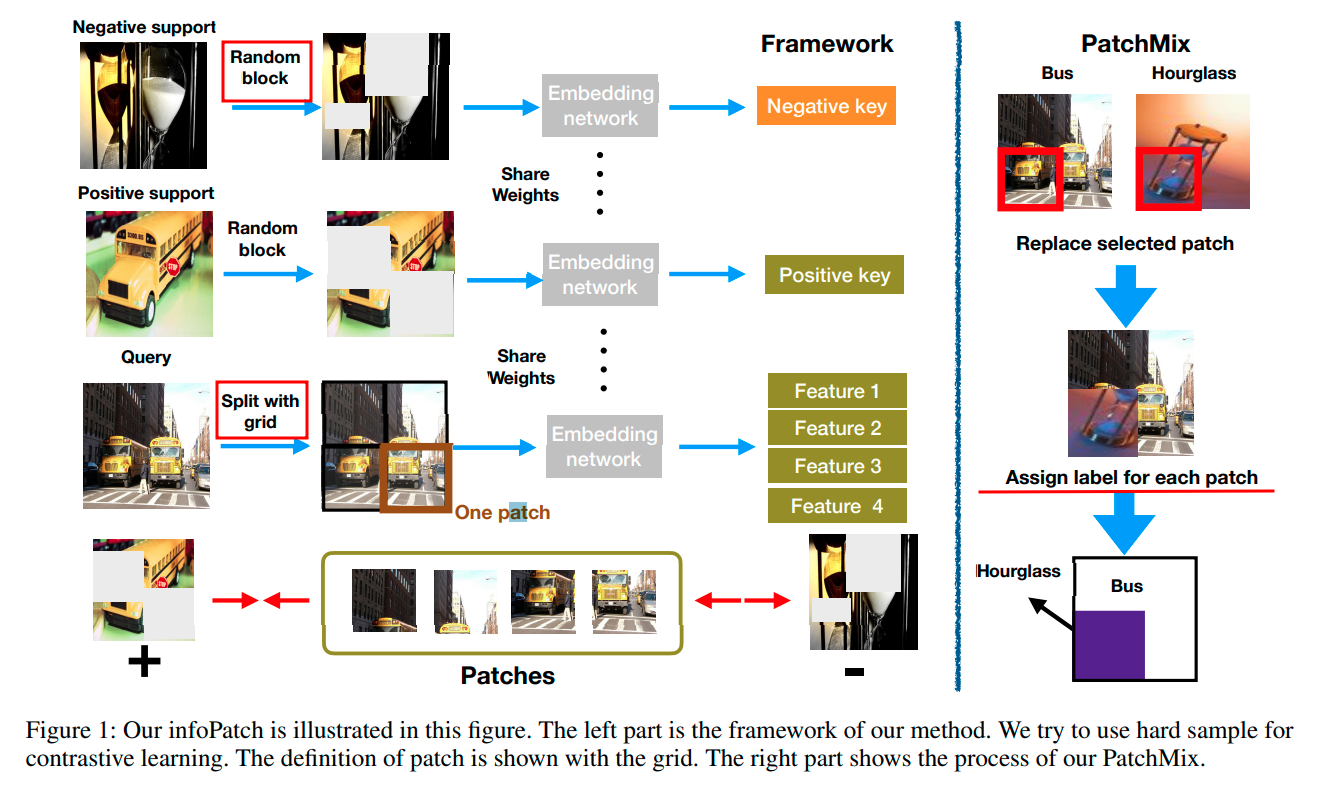 Negative support
Random
block
Embedding
network
Negative key
Framework
Share
Weights
Positive support
Random
block
SCHOOL BUS
STOP
STOP
Embedding
network
Positive key
Share
Weights
Query
Split with
grid
One patch
Embedding
network
Feature 1
Feature 2
Feature 3
Feature 4
STOP
+
Patches
-
PatchMix
Bus
Hourglass
Replace selected patch
Assign label for each patch
Hourglass
Bus
Figure 1: Our infoPatch is illustrated in this figure. The left part is the framework of our method. We try to use hard sample for
contrastive learning. The definition of patch is shown with the grid. The right part shows the process of our PatchMix.